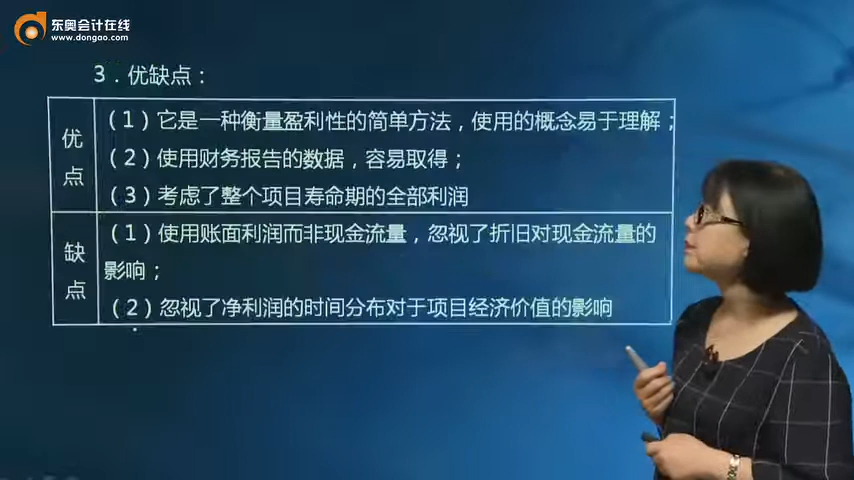 东奥会计在线
www.dongao.com
3．优缺点：
优点
（1）它是一种衡量盈利性的简单方法，使用的概念易于理解；
（2）使用财务报告的数据，容易取得；
（3）考虑了整个项目寿命期的全部利润
缺点
（1）使用账面利润而非现金流量，忽视了折旧对现金流量的
影响；
（2）忽视了净利润的时间分布对于项目经济价值的影响